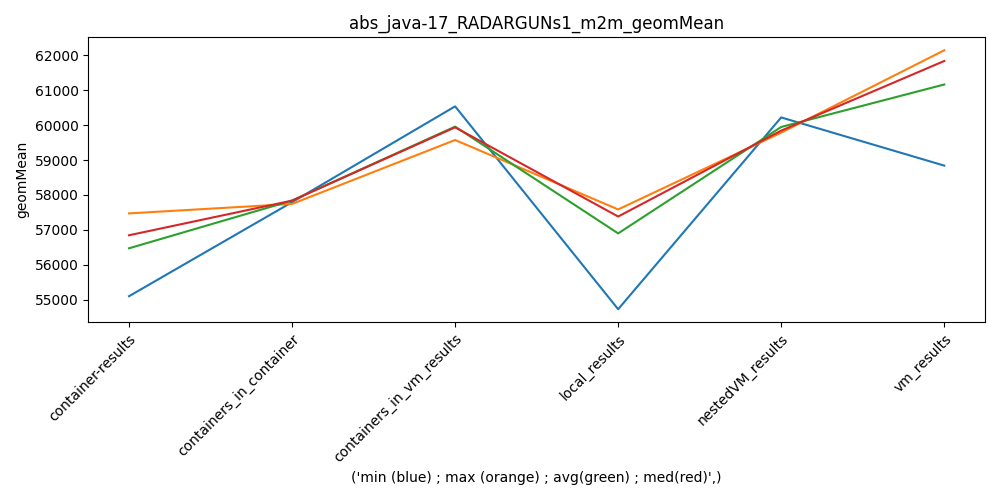 abs_java-17_RADARGUNs1_m2m_geomMean
geomMean
62000
61000
60000
59000
58000
57000
56000
55000
container-results
containers_in_container
containers_in_vm_results
local_results
nestedVM_results
vm_results
('min (blue) ; max (orange) ; avg(green) ; med(red)',)